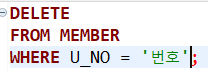 DELETE
FROM MEMBER
WHERE U_NO = '번호';